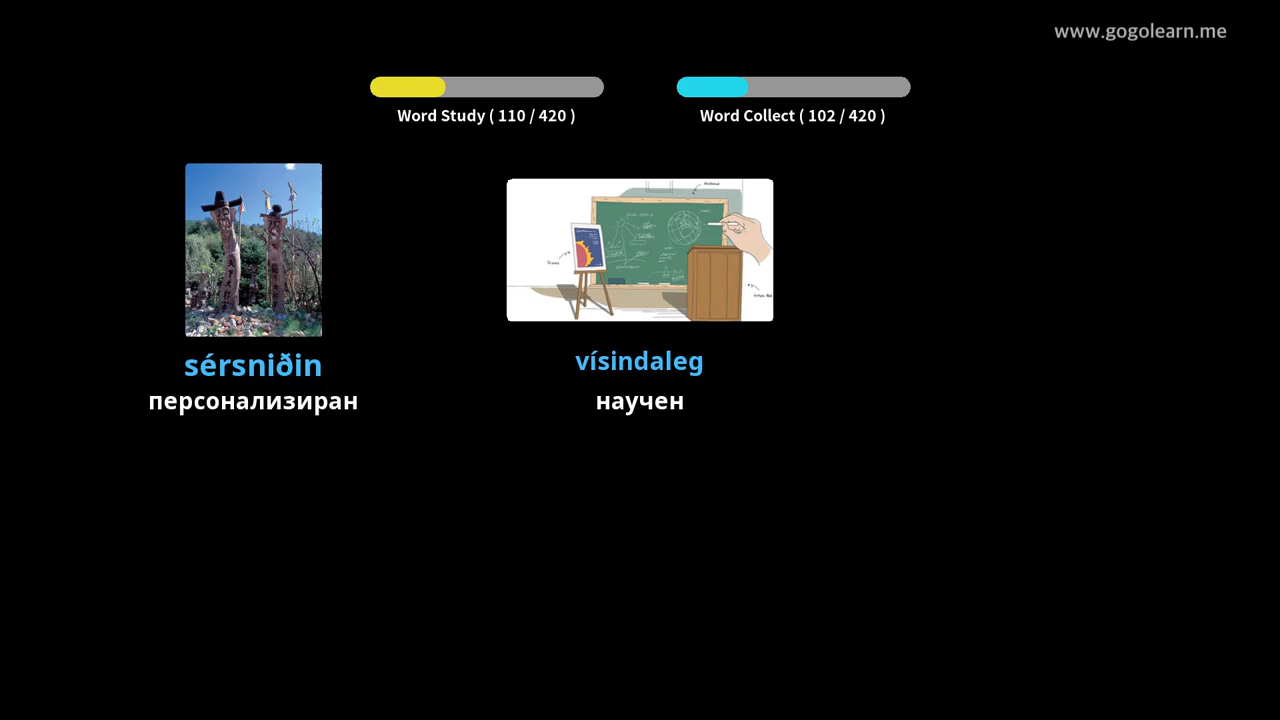 www.gogolearn.me
Word Study ( 110 / 420 )
Word Collect ( 102 / 420 )
sérsniðin
персонализиран
vísindaleg
научен